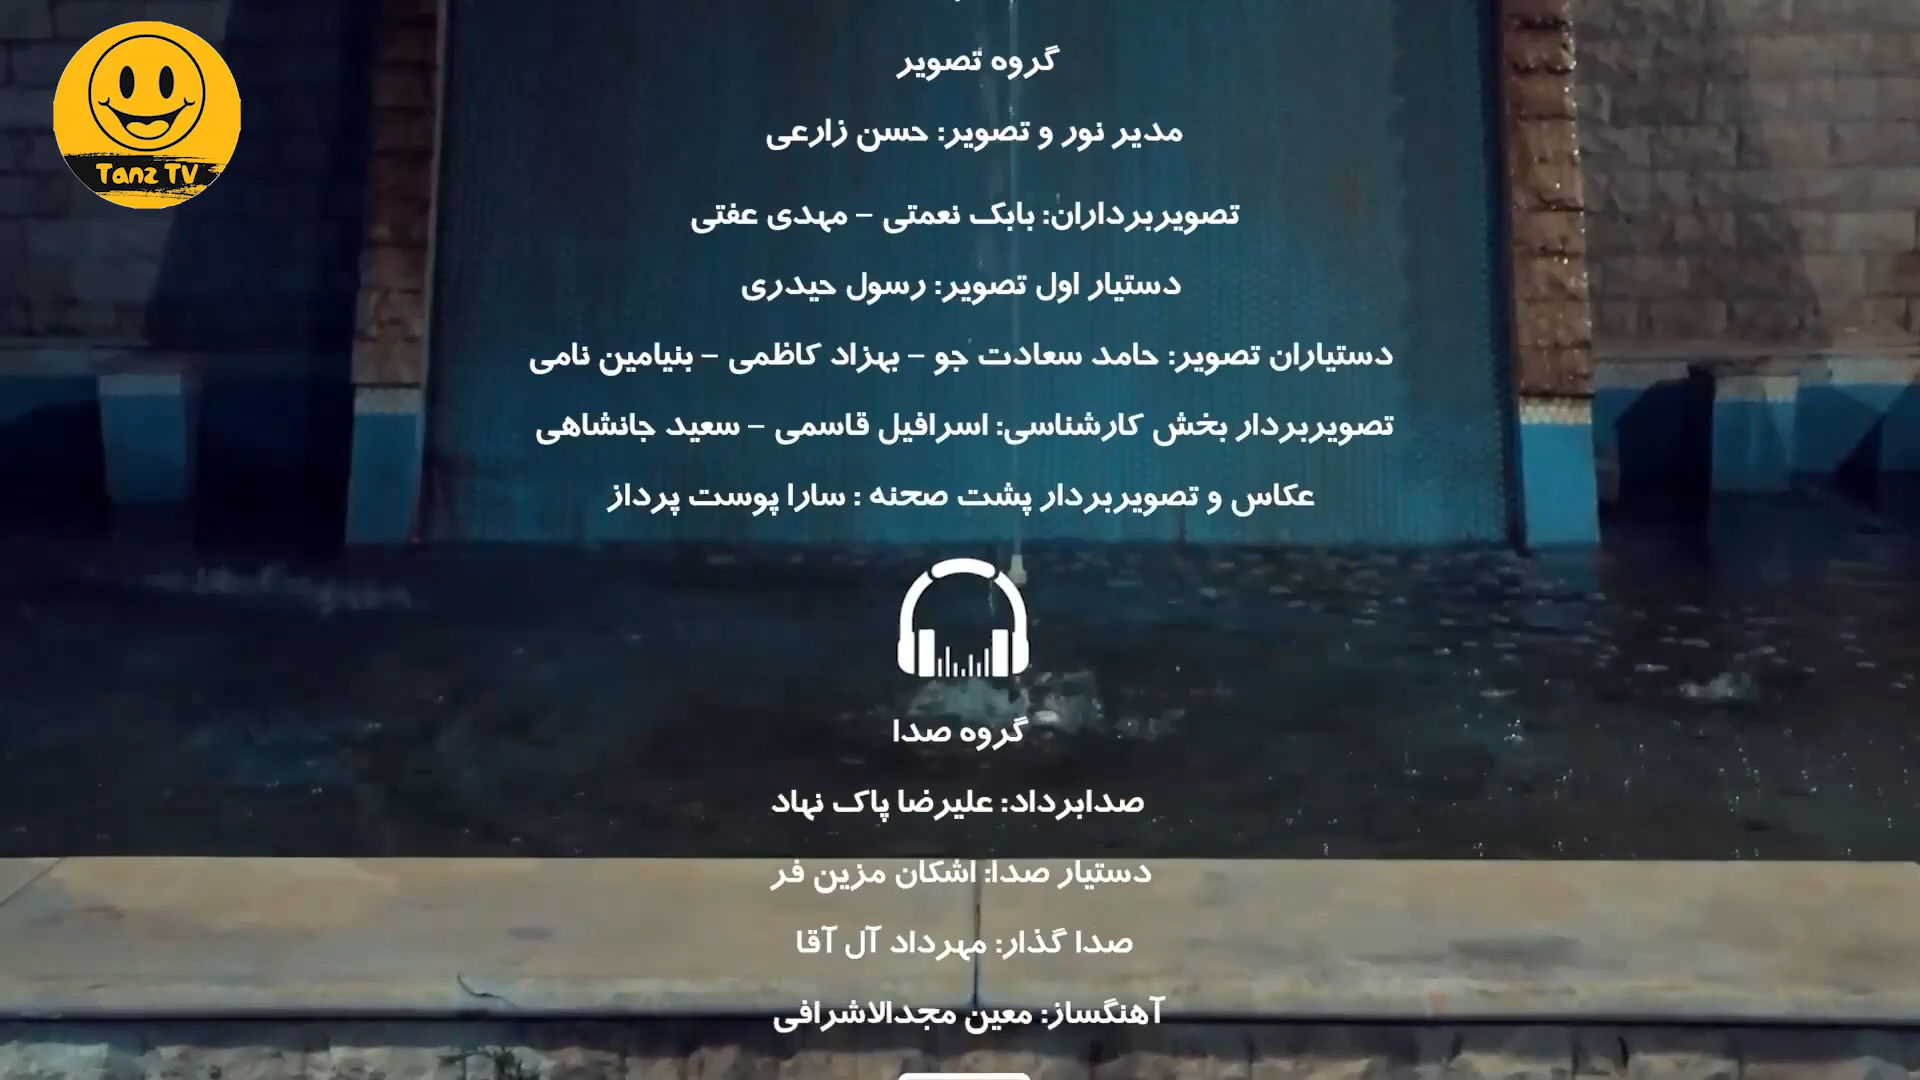 Tanz TV
گروه تصویر
مدیر نور و تصویر: حسن زارعی
تصویربرداران: بابک نعمتی – مهدی عفتی
دستیار اول تصویر: رسول حیدری
دستیاران تصویر: حامد سعادت جو – بهزاد کاظمی – بنیامین نامی
تصویربردار بخش کارشناسی: اسرافیل قاسمی – سعید جانشاهی
عکاس و تصویربردار پشت صحنه : سارا پوست پرداز
گروه صدا
صدابرداد: علیرضا پاک نهاد
دستیار صدا: اشکان مزین فر
صدا گذار: مهرداد آل آقا
آهنگساز: معین مجدالاشرافی